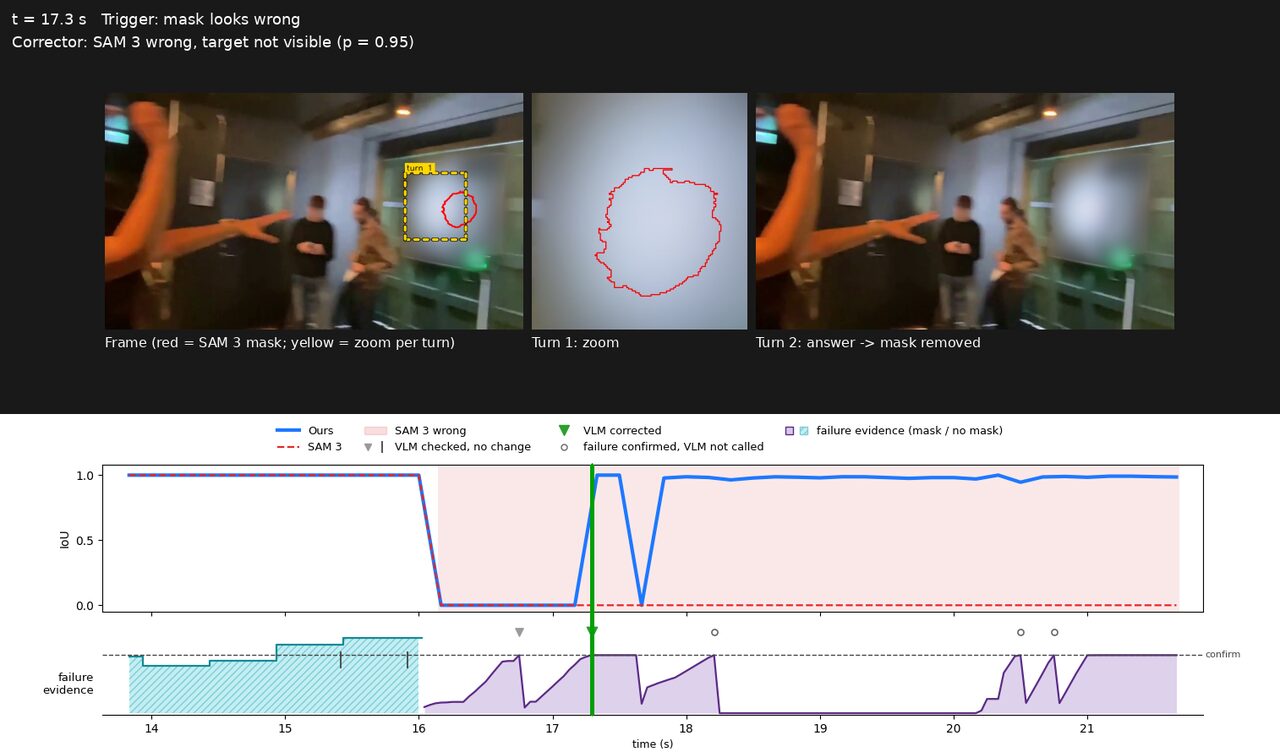 t = 17.3 s   Trigger: mask looks wrong
Corrector: SAM 3 wrong, target not visible (p = 0.95)
turn 1
Frame (red = SAM 3 mask; yellow = zoom per turn)
Turn 1: zoom
Turn 2: answer -> mask removed
Ours
SAM 3 wrong
VLM corrected
failure evidence (mask / no mask)
SAM 3
VLM checked, no change
failure confirmed, VLM not called
1.0
0.5
0.0
IoU
confirm
failure
evidence
14 15 16 17 18 19 20 21
time (s)